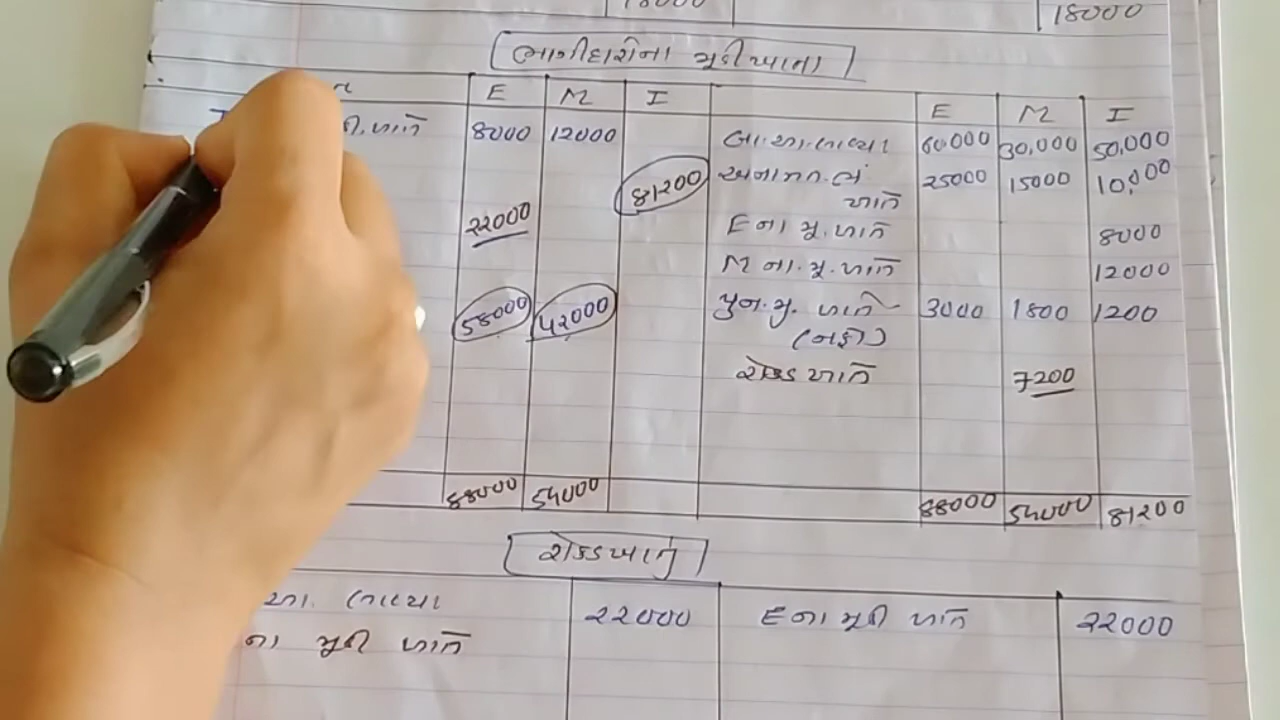 18000 18000
ભાગીદારોના મૂડીખાતા
E M I E M I
8000 12000 બા.આ.લાવ્યા 60000 30,000 50,000
81200 અનામત ભં 25000 15000 10,000
ખાતે
22000 E ના મૂ. ખાતે 8000
M ના. મૂ. ખાતે 12000
58000 42000 પુન.મૂ. ખાતે 3000 1800 1200
(નફો)
રોકડ ખાતે 7200
88000 54000 88000 54000 81200
રોકડખાતું
આ. લાવ્યા 22000 E ના મૂડી ખાતે 22000
ના મૂડી ખાતે